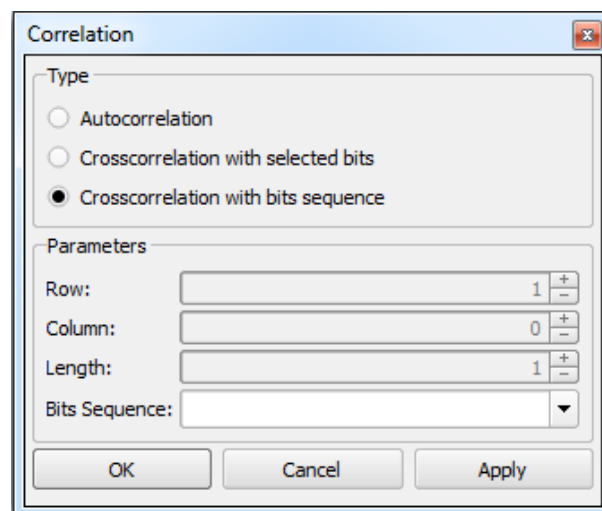 Correlation
Type
Autocorrelation
Crosscorrelation with selected bits
Crosscorrelation with bits sequence
Parameters
Row: 1
Column: 0
Length: 1
Bits Sequence:
OK Cancel Apply